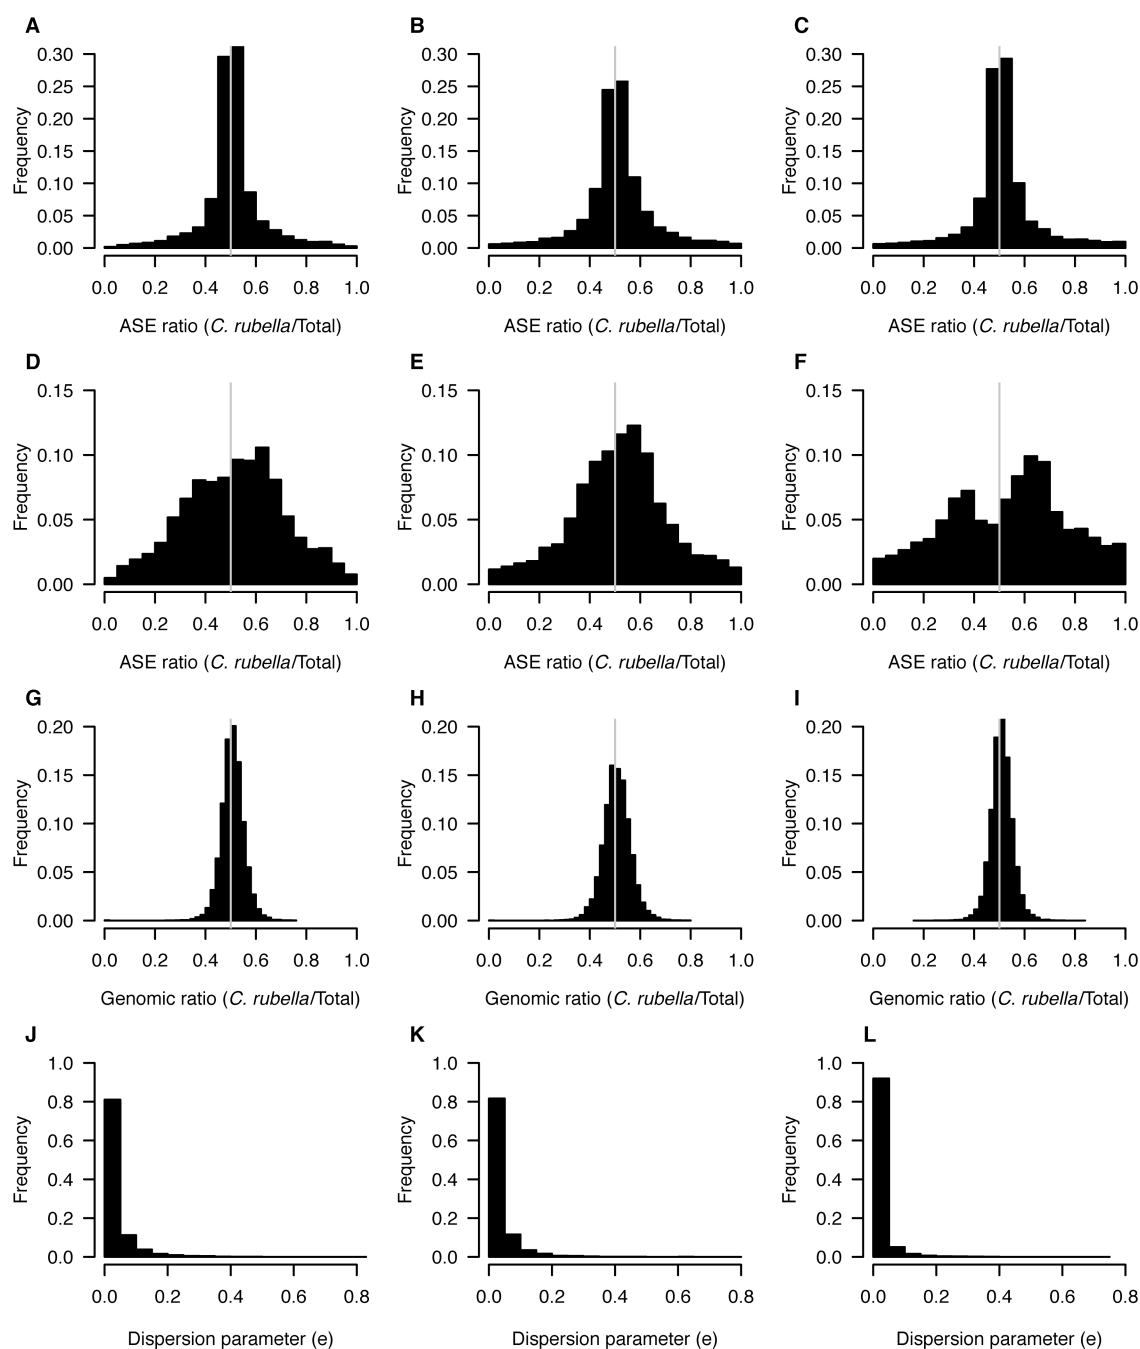 A B C
0.30 0.30 0.30
0.25 0.25 0.25
0.20 0.20 0.20
0.15 0.15 0.15
0.10 0.10 0.10
0.05 0.05 0.05
0.00 0.00 0.00
Frequency Frequency Frequency
0.0 0.2 0.4 0.6 0.8 1.0 0.0 0.2 0.4 0.6 0.8 1.0 0.0 0.2 0.4 0.6 0.8 1.0
ASE ratio (C. rubella/Total) ASE ratio (C. rubella/Total) ASE ratio (C. rubella/Total)
D E F
0.15 0.15 0.15
0.10 0.10 0.10
0.05 0.05 0.05
0.00 0.00 0.00
Frequency Frequency Frequency
0.0 0.2 0.4 0.6 0.8 1.0 0.0 0.2 0.4 0.6 0.8 1.0 0.0 0.2 0.4 0.6 0.8 1.0
ASE ratio (C. rubella/Total) ASE ratio (C. rubella/Total) ASE ratio (C. rubella/Total)
G H I
0.20 0.20 0.20
0.15 0.15 0.15
0.10 0.10 0.10
0.05 0.05 0.05
0.00 0.00 0.00
Frequency Frequency Frequency
0.0 0.2 0.4 0.6 0.8 1.0 0.0 0.2 0.4 0.6 0.8 1.0 0.0 0.2 0.4 0.6 0.8 1.0
Genomic ratio (C. rubella/Total) Genomic ratio (C. rubella/Total) Genomic ratio (C. rubella/Total)
J K L
1.0 1.0 1.0
0.8 0.8 0.8
0.6 0.6 0.6
0.4 0.4 0.4
0.2 0.2 0.2
0.0 0.0 0.0
Frequency Frequency Frequency
0.0 0.2 0.4 0.6 0.8 0.0 0.2 0.4 0.6 0.8 0.0 0.2 0.4 0.6 0.8
Dispersion parameter (e) Dispersion parameter (e) Dispersion parameter (e)